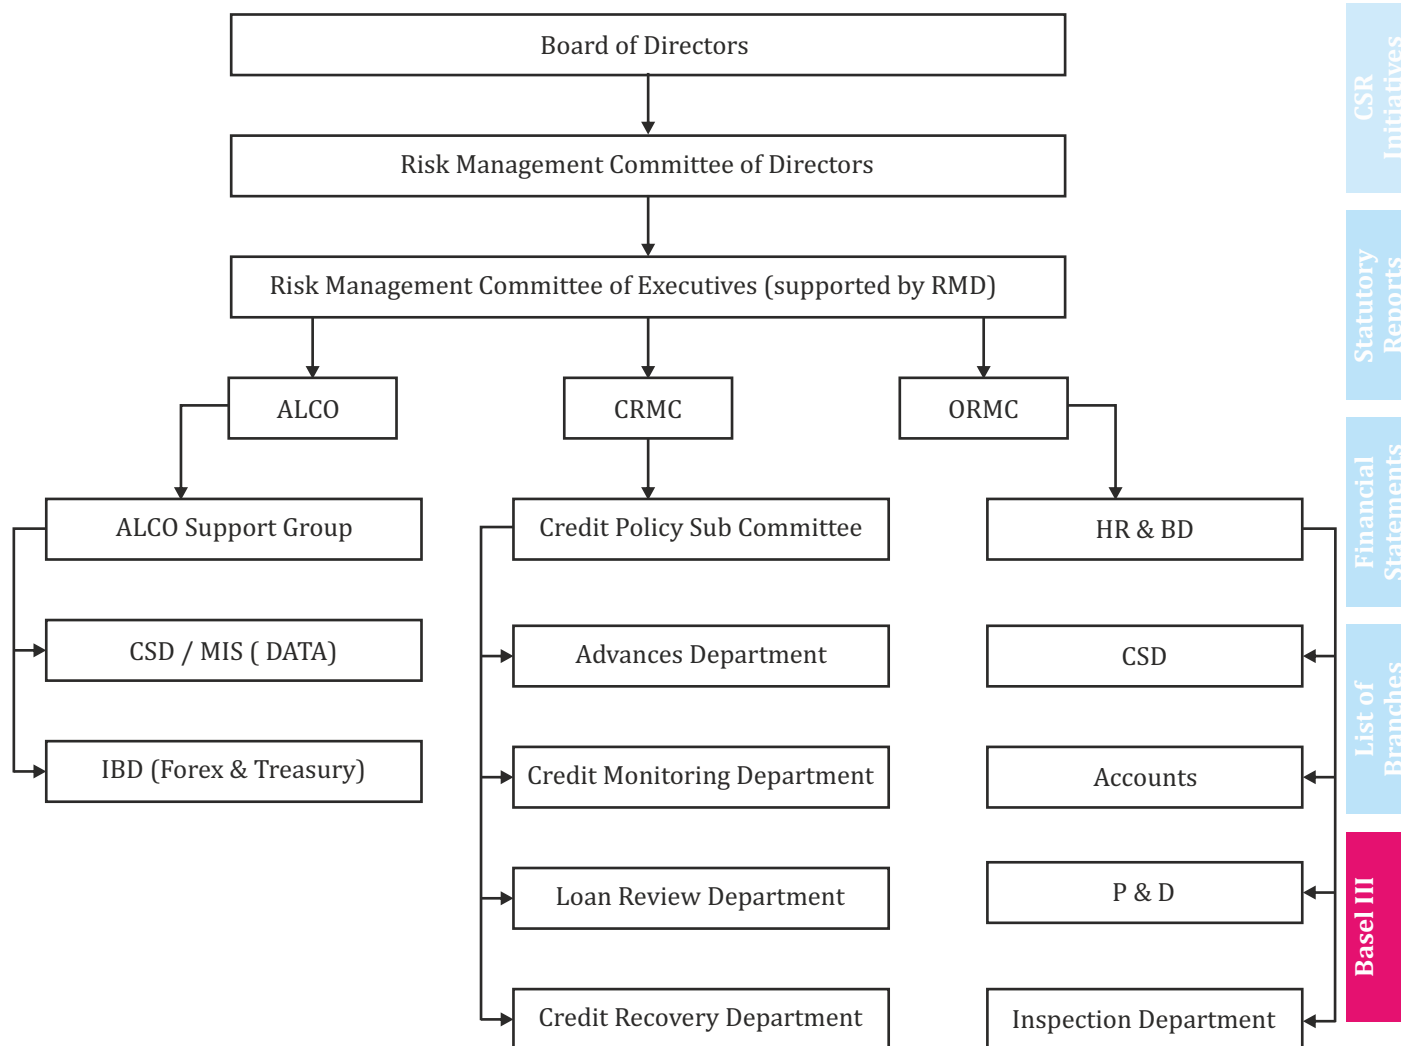 Board of Directors
Risk Management Committee of Directors
Risk Management Committee of Executives (supported by RMD)
ALCO
CRMC
ORMC
ALCO Support Group
Credit Policy Sub Committee
HR & BD
CSD / MIS ( DATA)
Advances Department
CSD
IBD (Forex & Treasury)
Credit Monitoring Department
Accounts
Loan Review Department
P & D
Credit Recovery Department
Inspection Department
CSR
Initiatives
Statutory
Reports
Financial
Statements
List of
Branches
Basel III